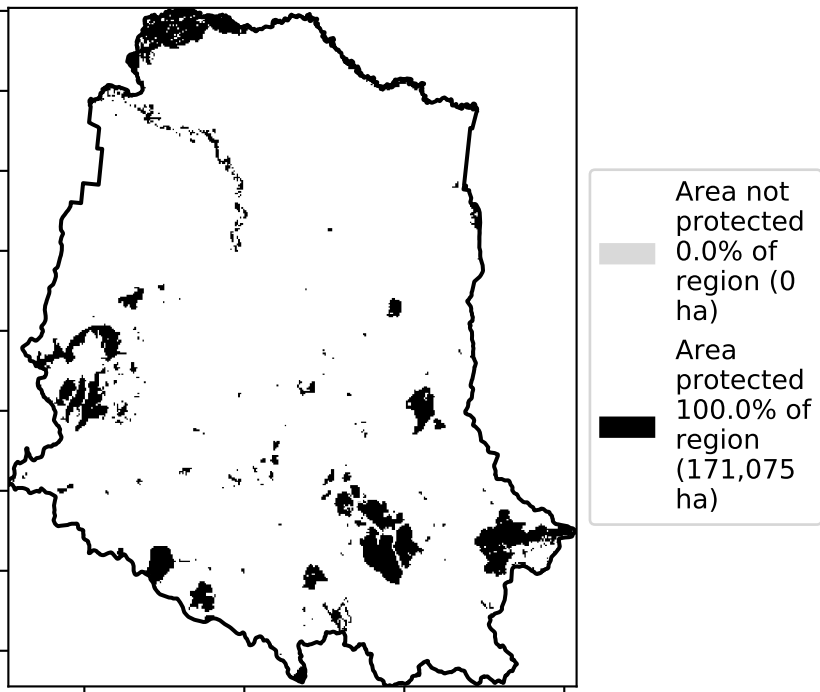 Area not
protected
0.0% of
region (0
ha)
Area
protected
100.0% of
region
(171,075
ha)